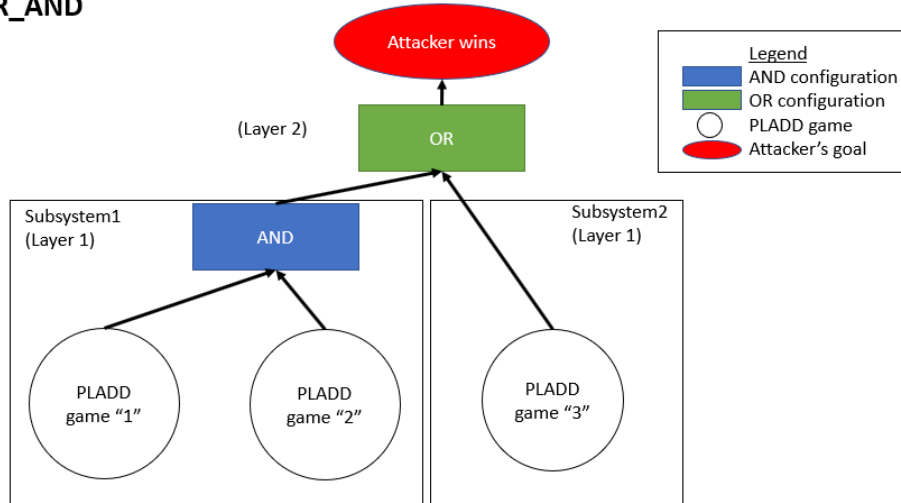 R_AND
Attacker wins
Legend
AND configuration
OR configuration
PLADD game
Attacker's goal
(Layer 2)
OR
Subsystem1
(Layer 1)
AND
Subsystem2
(Layer 1)
PLADD
game “1”
PLADD
game “2”
PLADD
game “3”